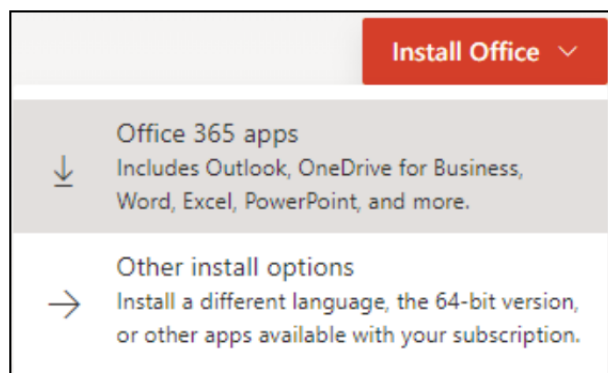 Install Office
Office 365 apps
Includes Outlook, OneDrive for Business,
Word, Excel, PowerPoint, and more.
Other install options
Install a different language, the 64-bit version,
or other apps available with your subscription.